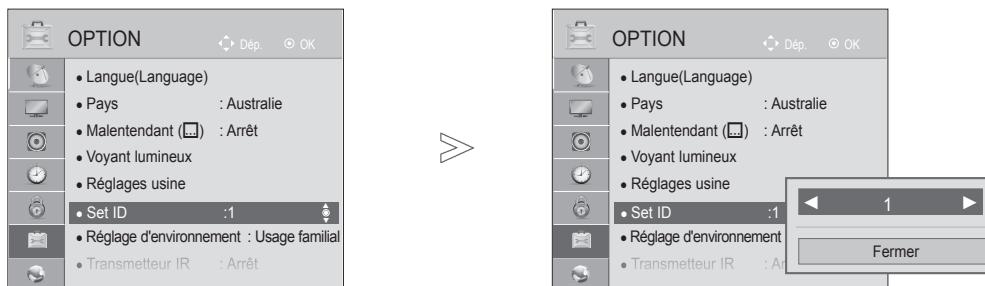 OPTION Dép. OK
• Langue(Language)
• Pays : Australie
• Malentendant (...) : Arrêt
• Voyant lumineux
• Réglages usine
• Set ID :1
• Réglage d'environnement : Usage familial
• Transmetteur IR : Arrêt
OPTION Dép. OK
• Langue(Language)
• Pays : Australie
• Malentendant (...) : Arrêt
• Voyant lumineux
• Réglages usine
• Set ID :1
• Réglage d'environnement
• Transmetteur IR : Ar
◄ 1 ►
Fermer